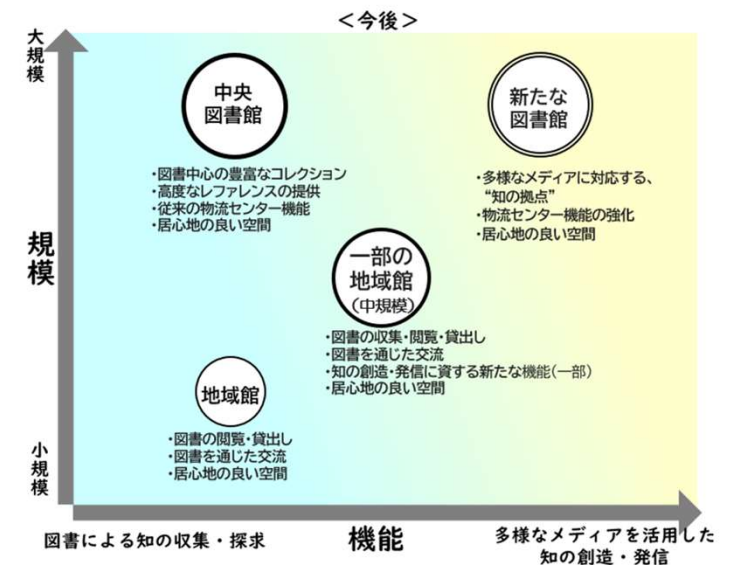 ＜今後＞
大規模
中央
図書館
・図書中心の豊富なコレクション
・高度なレファレンスの提供
・従来の物流センター機能
・居心地の良い空間
新たな
図書館
・多様なメディアに対応する、
“知の拠点”
・物流センター機能の強化
・居心地の良い空間
規模
一部の
地域館
（中規模）
・図書の収集・閲覧・貸出し
・図書を通じた交流
・知の創造・発信に資する新たな機能（一部）
・居心地の良い空間
地域館
・図書の閲覧・貸出し
・図書を通じた交流
・居心地の良い空間
小規模
図書による知の収集・探求
機能
多様なメディアを活用した
知の創造・発信